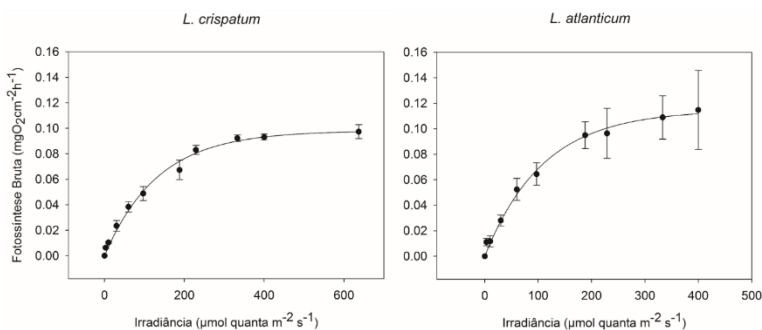 L. crispatum
L. atlanticum
Fotossíntese Bruta (mgO₂cm⁻²h⁻¹)
0.16
0.14
0.12
0.10
0.08
0.06
0.04
0.02
0.00
0 200 400 600
Irradiância (µmol quanta m⁻² s⁻¹)
0.16
0.14
0.12
0.10
0.08
0.06
0.04
0.02
0.00
0 100 200 300 400 500
Irradiância (µmol quanta m⁻² s⁻¹)